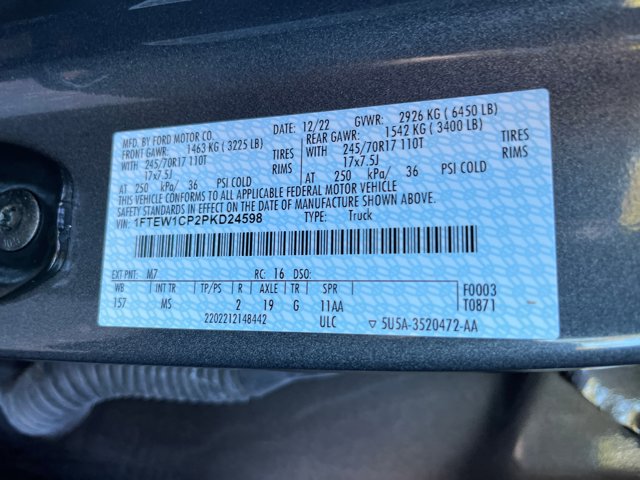 MFD. BY FORD MOTOR CO. DATE: 12/22 GVWR: 2926 KG ( 6450 LB)
FRONT GAWR: 1463 KG ( 3225 LB) REAR GAWR: 1542 KG ( 3400 LB)
WITH 245/70R17 110T TIRES WITH 245/70R17 110T TIRES
17x7.5J RIMS 17x7.5J RIMS
AT 250 kPa/ 36 PSI COLD AT 250 kPa/ 36 PSI COLD
THIS VEHICLE CONFORMS TO ALL APPLICABLE FEDERAL MOTOR VEHICLE
SAFETY STANDARDS IN EFFECT ON THE DATE OF MANUFACTURE SHOWN ABOVE.
VIN: 1FTEW1CP2PKD24598 TYPE: Truck
EXT PNT: M7 RC: 16 DSO:
WB INT TR TP/PS R AXLE TR SPR F0003
157 MS 2 19 G 11AA T0871
2202212148442 ULC ▽ 5U5A-3520472-AA